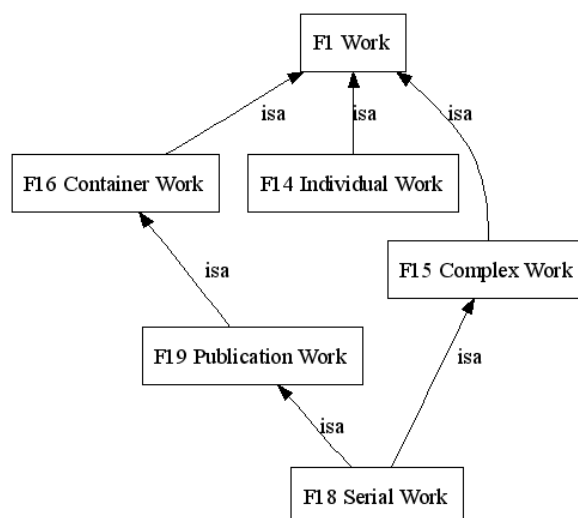 F1 Work
isa
isa
isa
F16 Container Work
F14 Individual Work
F15 Complex Work
isa
F19 Publication Work
isa
isa
F18 Serial Work